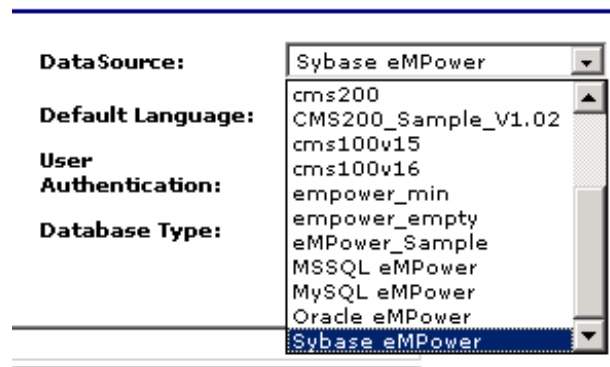 DataSource: Sybase eMPower
cms200
Default Language: CMS200_Sample_V1.02
cms100v15
User
Authentication: cms100v16
empower_min
empower_empty
Database Type: eMPower_Sample
MSSQL eMPower
MySQL eMPower
Oracle eMPower
Sybase eMPower